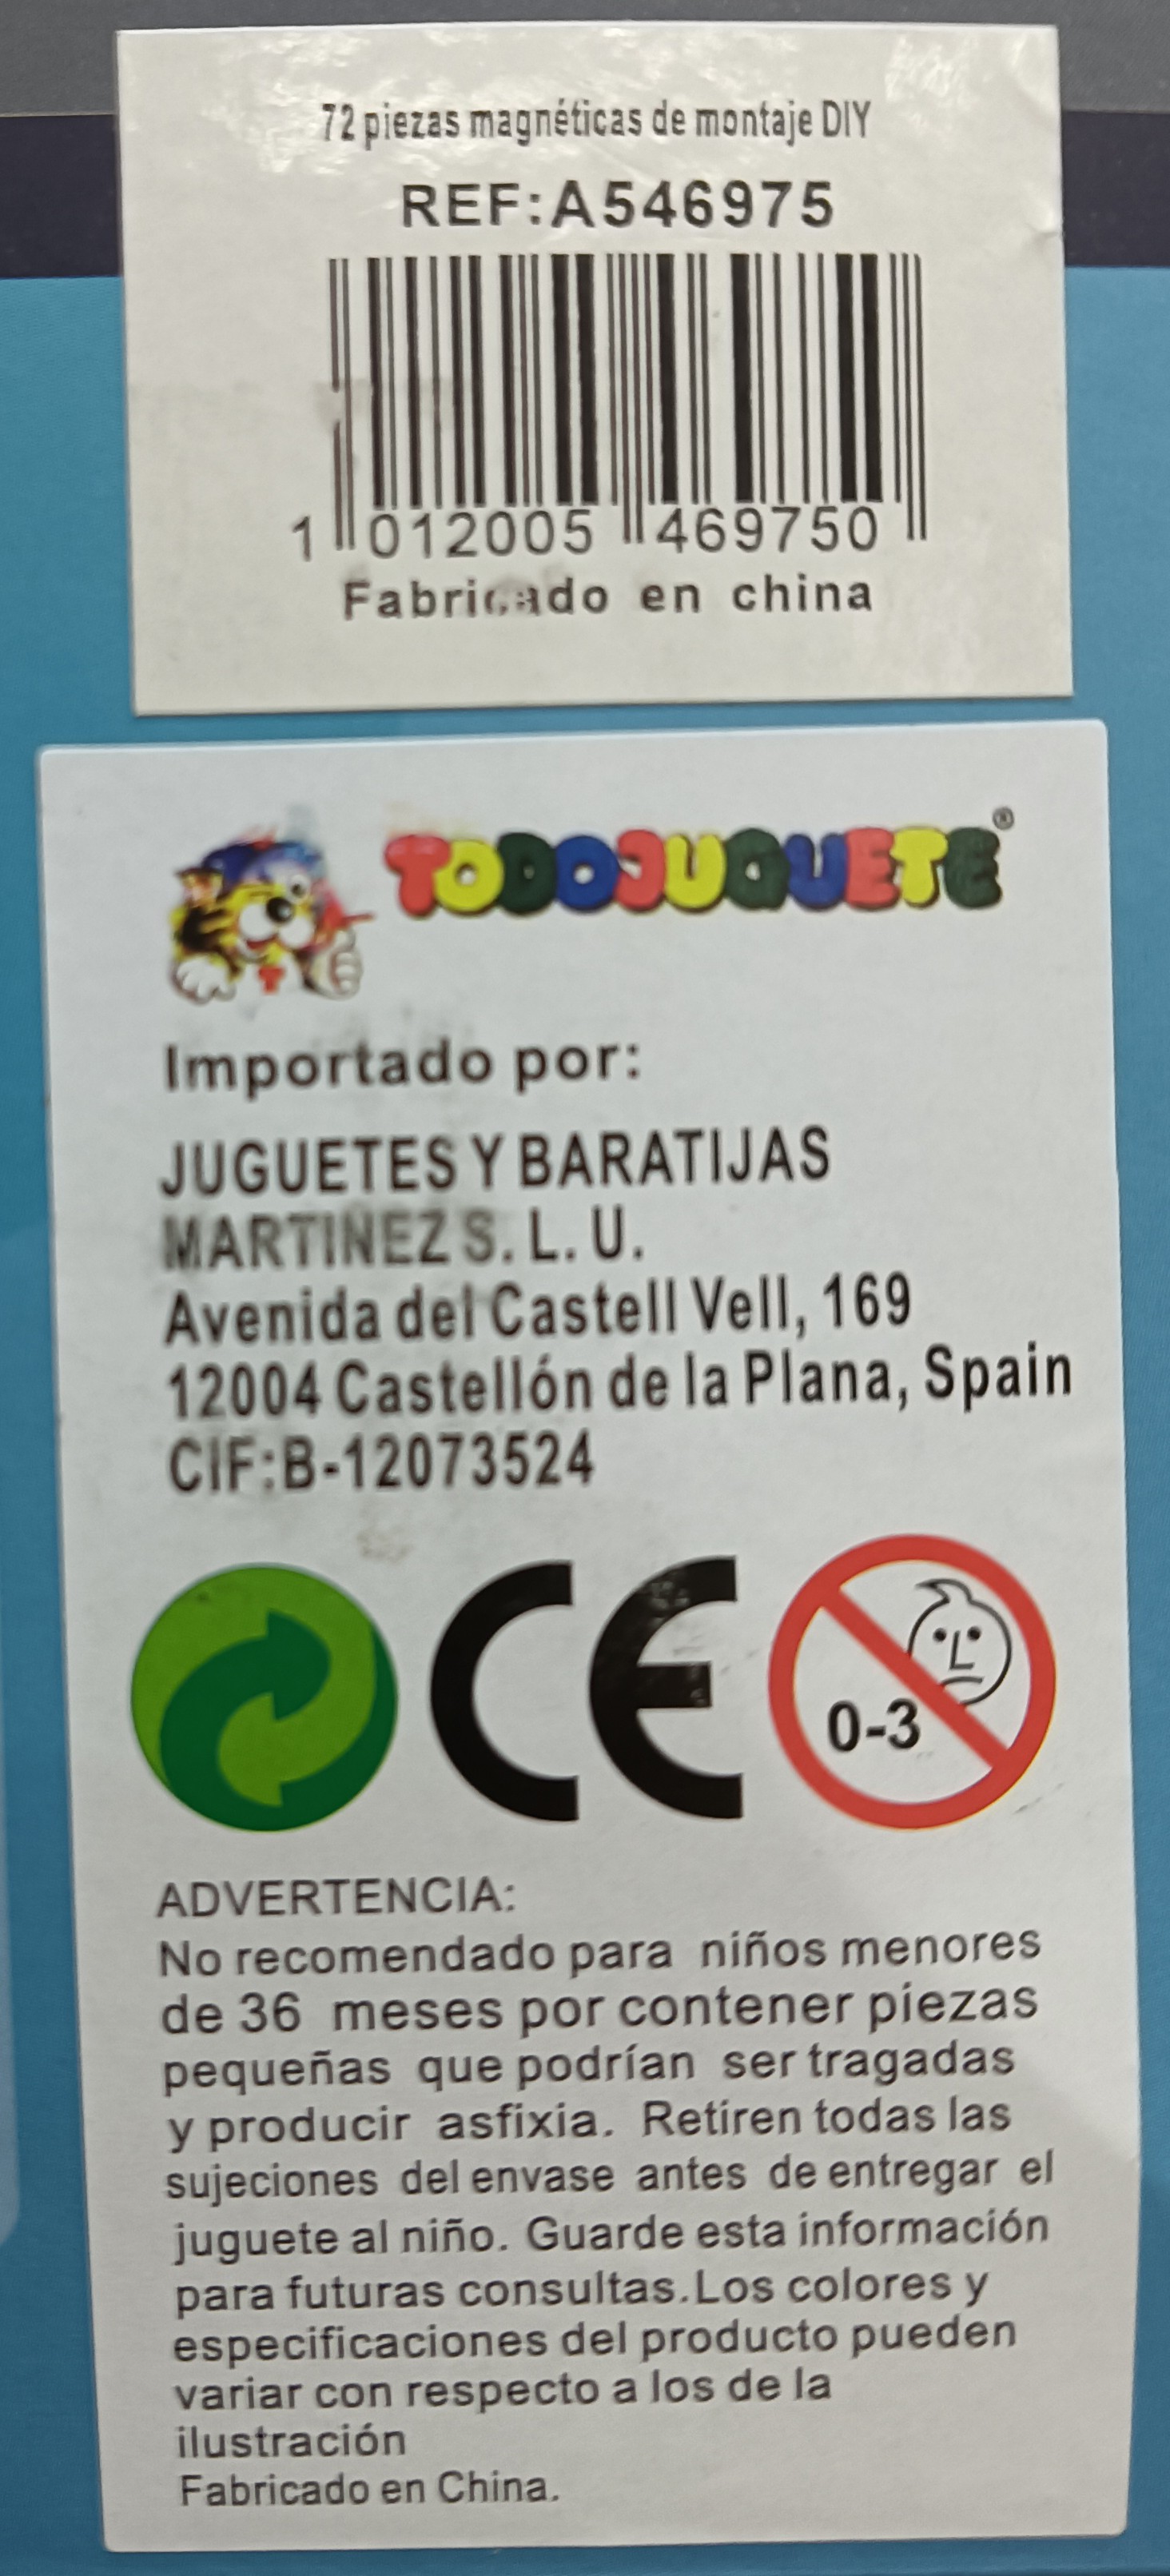 72 piezas magnéticas de montaje DIY
REF:A546975
1 012005 469750
Fabricado en china
TODOJUGUETE®
Importado por:
JUGUETES Y BARATIJAS
MARTINEZ S. L. U.
Avenida del Castell Vell, 169
12004 Castellón de la Plana, Spain
CIF:B-12073524
CE
0-3
ADVERTENCIA:
No recomendado para niños menores
de 36 meses por contener piezas
pequeñas que podrían ser tragadas
y producir asfixia. Retiren todas las
sujeciones del envase antes de entregar el
juguete al niño. Guarde esta información
para futuras consultas.Los colores y
especificaciones del producto pueden
variar con respecto a los de la
ilustración
Fabricado en China.